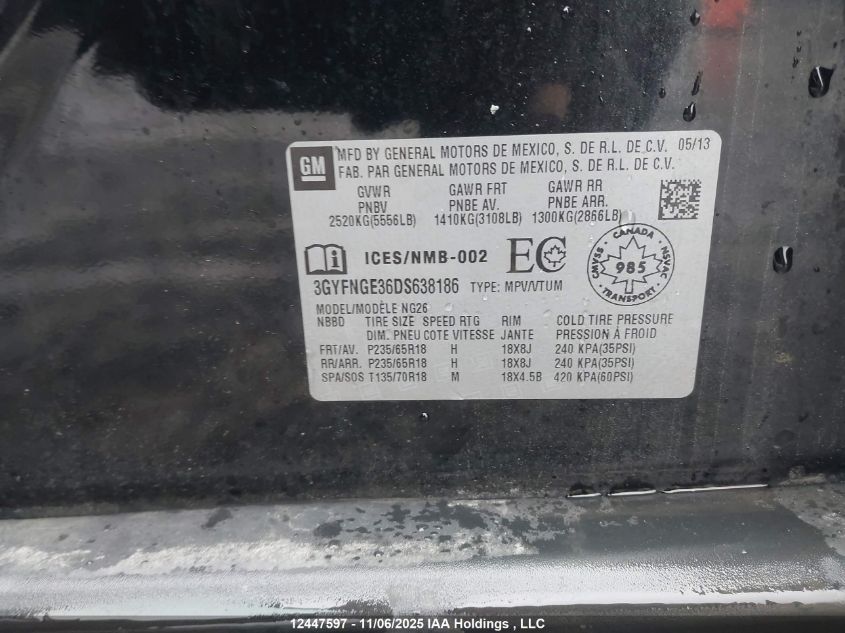 GM
MFD BY GENERAL MOTORS DE MEXICO, S. DE R.L. DE C.V. 05/13
FAB. PAR GENERAL MOTORS DE MEXICO, S. DE R.L. DE C.V.
GVWR GAWR FRT GAWR RR
PNBV PNBE AV. PNBE ARR.
2520KG(5556LB) 1410KG(3108LB) 1300KG(2866LB)
ICES/NMB-002 EC
CANADA
CMVSS 985 NSVAC
TRANSPORT
3GYFNGE36DS638186 TYPE: MPV/VTUM
MODEL/MODÈLE NG26
NBBD TIRE SIZE SPEED RTG RIM COLD TIRE PRESSURE
DIM. PNEU COTE VITESSE JANTE PRESSION À FROID
FRT/AV. P235/65R18 H 18X8J 240 KPA(35PSI)
RR/ARR. P235/65R18 H 18X8J 240 KPA(35PSI)
SPA/SOS T135/70R18 M 18X4.5B 420 KPA(60PSI)
12447597 - 11/06/2025 IAA Holdings , LLC